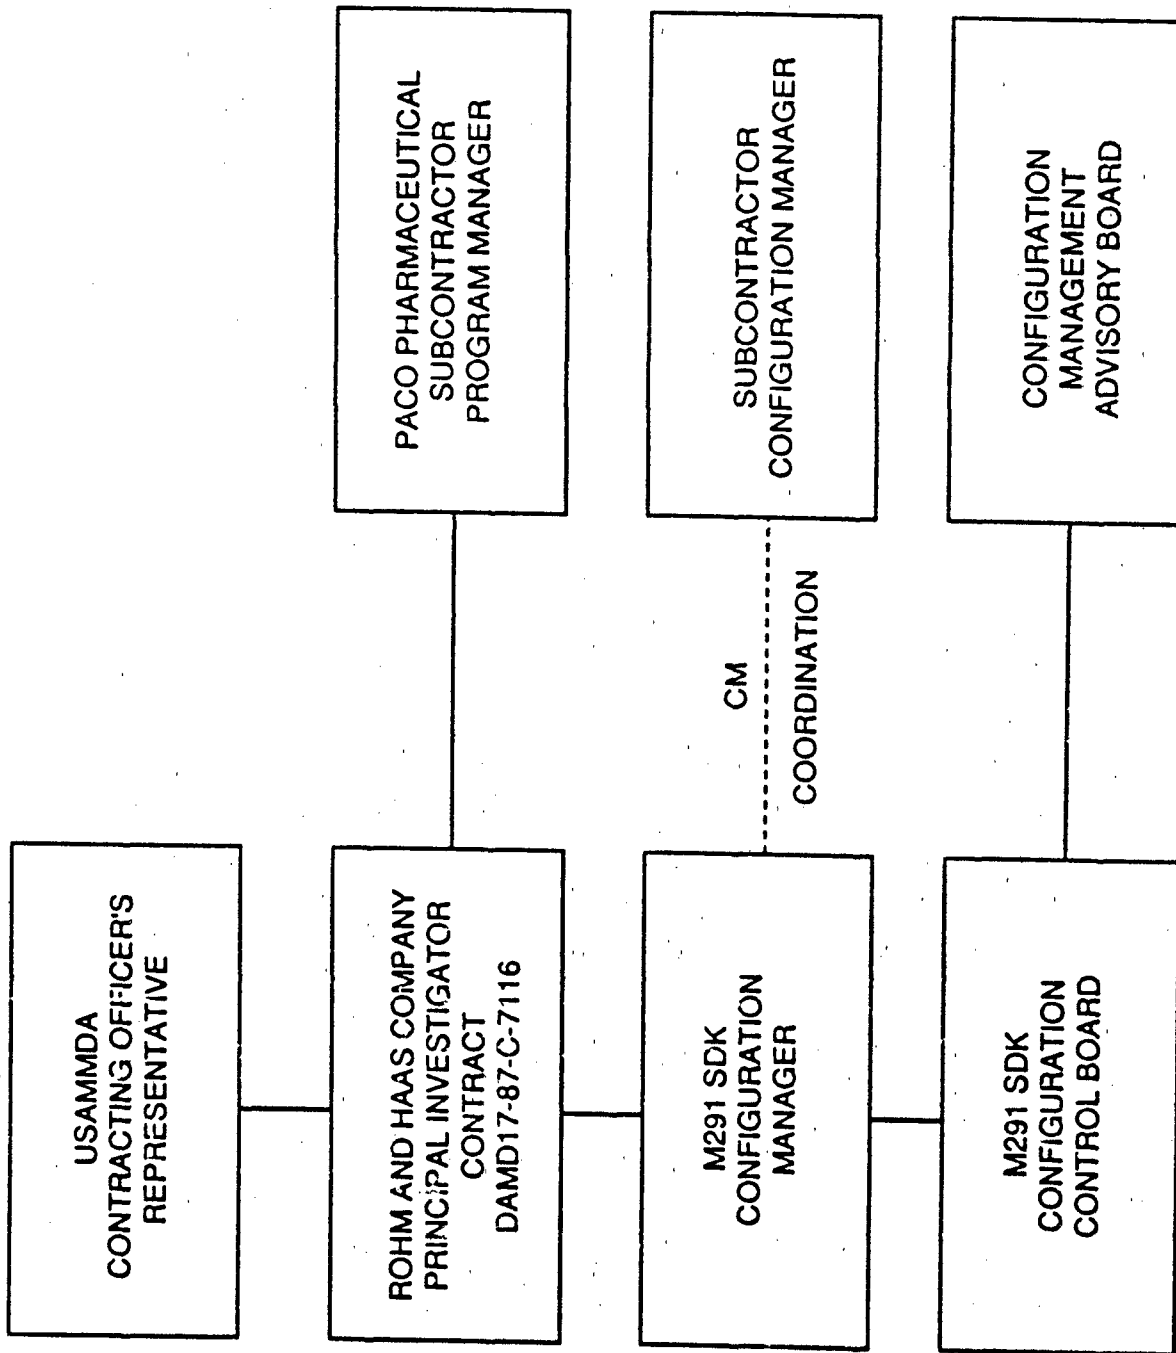 USAMMDA
CONTRACTING OFFICER'S
REPRESENTATIVE
ROHM AND HAAS COMPANY
PRINCIPAL INVESTIGATOR
CONTRACT
DAMD17-87-C-7116
PACO PHARMACEUTICAL
SUBCONTRACTOR
PROGRAM MANAGER
M291 SDK
CONFIGURATION
MANAGER
CM
COORDINATION
SUBCONTRACTOR
CONFIGURATION MANAGER
M291 SDK
CONFIGURATION
CONTROL BOARD
CONFIGURATION
MANAGEMENT
ADVISORY BOARD